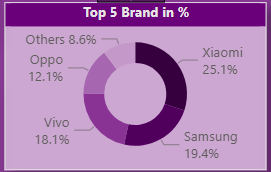 Top 5 Brand in %
Others 8.6%
Xiaomi
25.1%
Oppo
12.1%
Vivo
18.1%
Samsung
19.4%